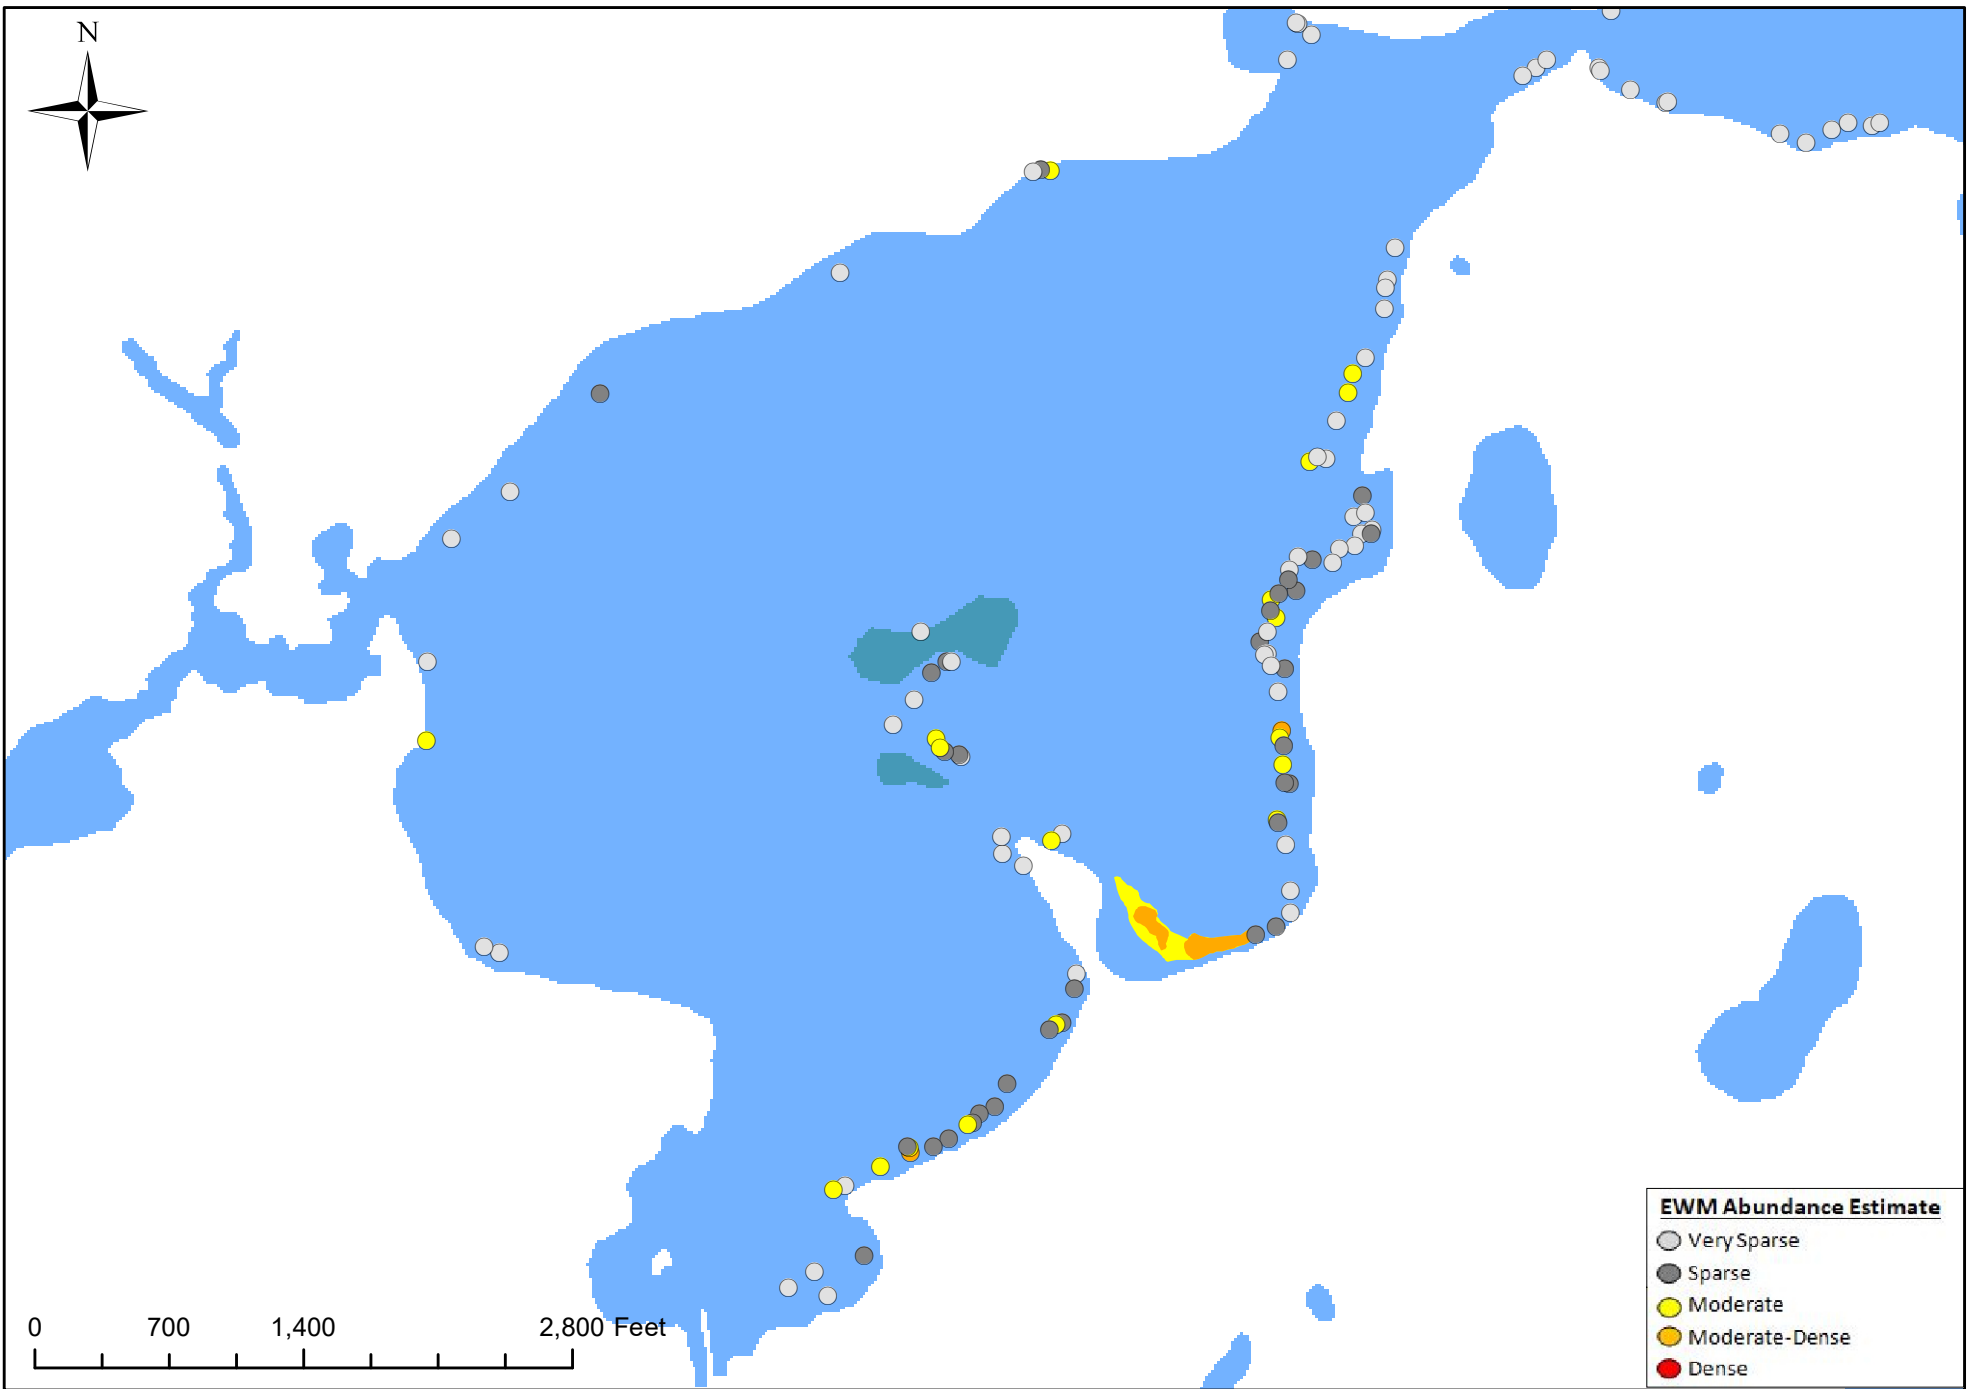 N
EWM Abundance Estimate
Very Sparse
Sparse
Moderate
Moderate-Dense
Dense
0 700 1,400 2,800 Feet